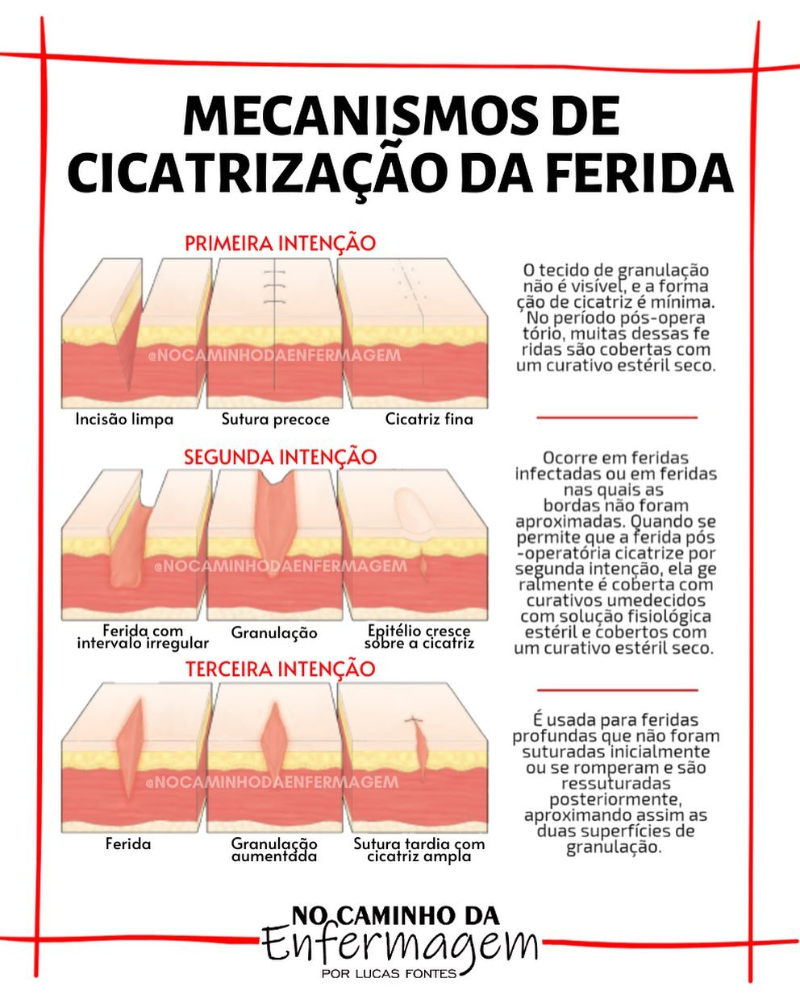 MECANISMOS DE
CICATRIZAÇÃO DA FERIDA
PRIMEIRA INTENÇÃO
@NOCAMINHODAENFERMAGEM
Incisão limpa
Sutura precoce
Cicatriz fina
O tecido de granulação
não é visível, e a forma
ção de cicatriz é mínima.
No período pós-opera
tório, muitas dessas fe
ridas são cobertas com
um curativo estéril seco.
SEGUNDA INTENÇÃO
@NOCAMINHODAENFERMAGEM
Ferida com
intervalo irregular
Granulação
Epitélio cresce
sobre a cicatriz
Ocorre em feridas
infectadas ou em feridas
nas quais as
bordas não foram
aproximadas. Quando se
permite que a ferida pós
-operatória cicatrize por
segunda intenção, ela ge
ralmente é coberta com
curativos umedecidos
com solução fisiológica
estéril e cobertos com
um curativo estéril seco.
TERCEIRA INTENÇÃO
@NOCAMINHODAENFERMAGEM
Ferida
Granulação
aumentada
Sutura tardia com
cicatriz ampla
É usada para feridas
profundas que não foram
suturadas inicialmente
ou se romperam e são
ressuturadas
posteriormente,
aproximando assim as
duas superfícies de
granulação.
NO CAMINHO DA
Enfermagem
POR LUCAS FONTES